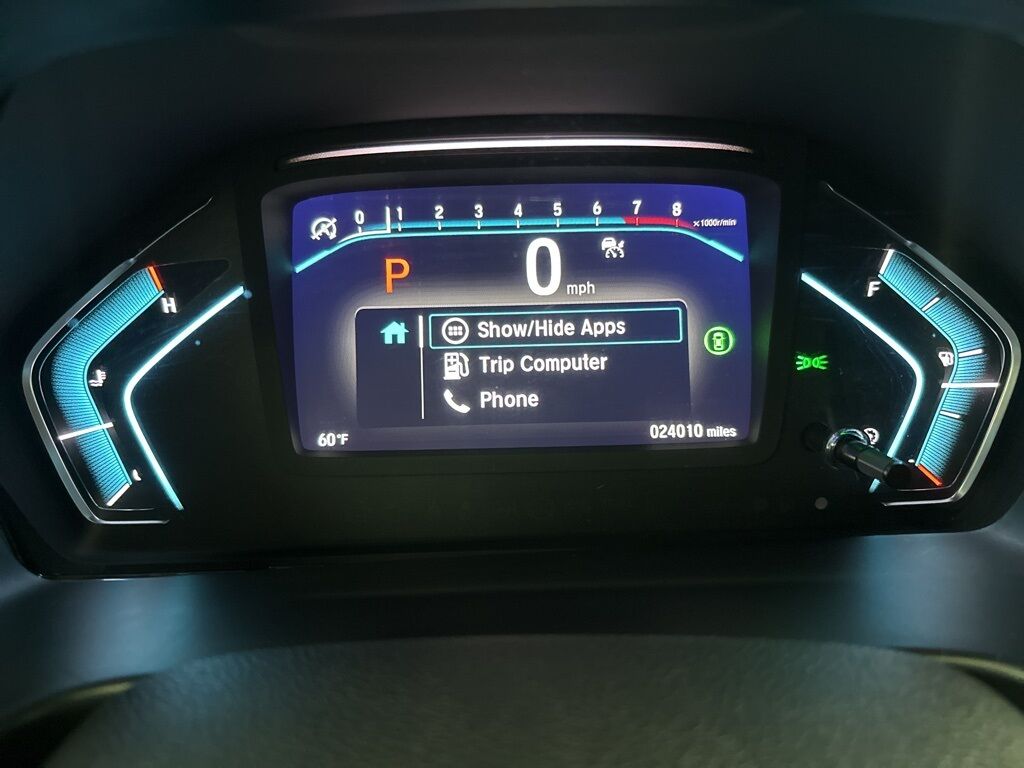 0 1 2 3 4 5 6 7 8 ×1000r/min
P 0 mph
H
F
Show/Hide Apps
Trip Computer
Phone
60°F 024010 miles